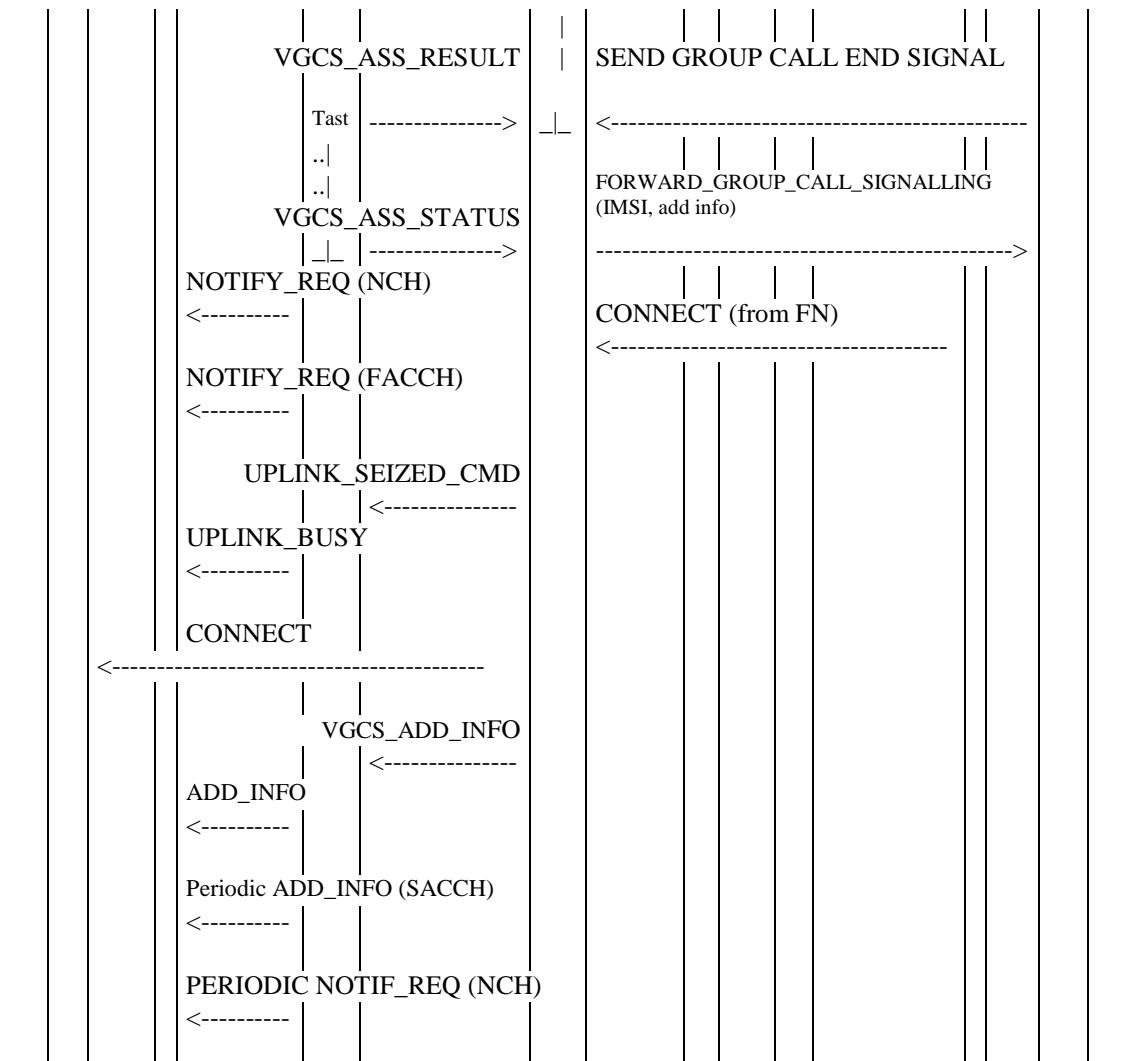 VGCS_ASS_RESULT | SEND GROUP CALL END SIGNAL
Tast ---------------> _|_ <-----------------------------------------------
..|
..| FORWARD_GROUP_CALL_SIGNALLING
(IMSI, add info)
VGCS_ASS_STATUS
_|_ ---------------> ----------------------------------------------->
NOTIFY_REQ (NCH)
<---------- CONNECT (from FN)
<--------------------------------------
NOTIFY_REQ (FACCH)
<----------
UPLINK_SEIZED_CMD
<---------------
UPLINK_BUSY
<----------
CONNECT
<------------------------------------------
VGCS_ADD_INFO
<---------------
ADD_INFO
<----------
Periodic ADD_INFO (SACCH)
<----------
PERIODIC NOTIF_REQ (NCH)
<----------